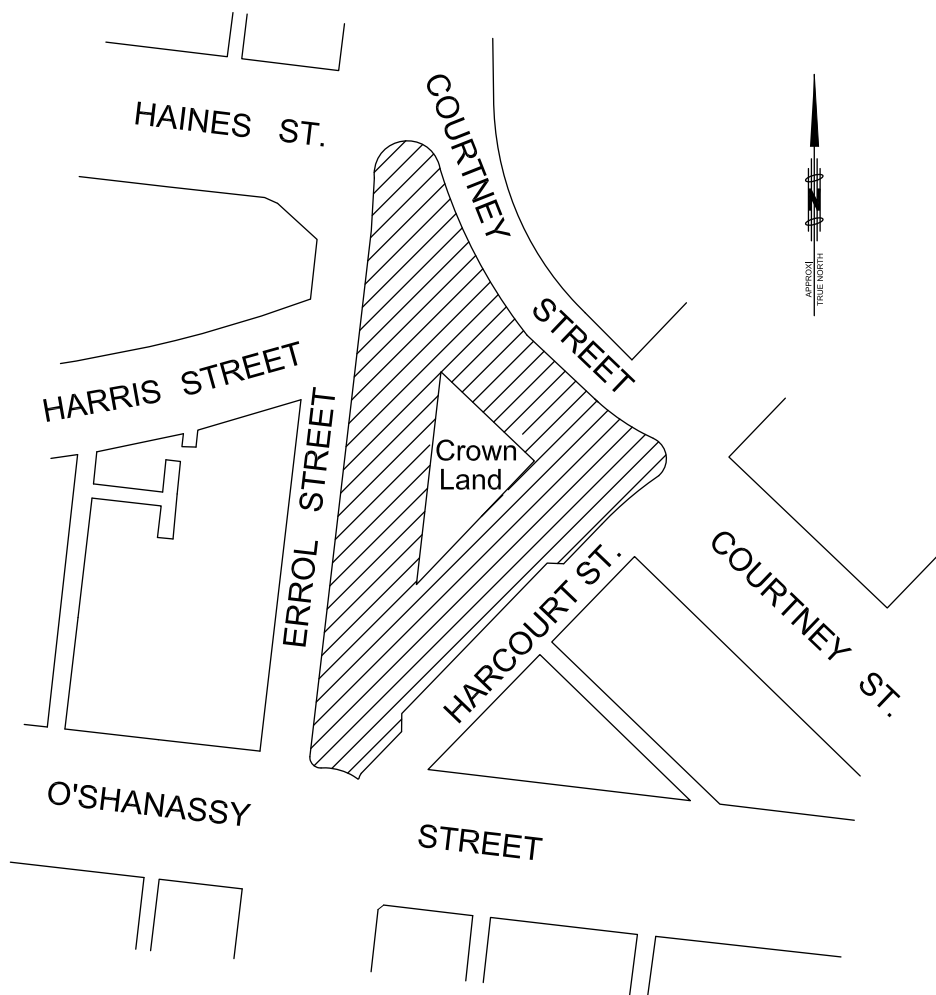 HAINES ST.
COURTNEY
STREET
N
APPROX
TRUE NORTH
HARRIS STREET
ERROL STREET
Crown
Land
HARCOURT ST.
COURTNEY ST.
O'SHANASSY
STREET